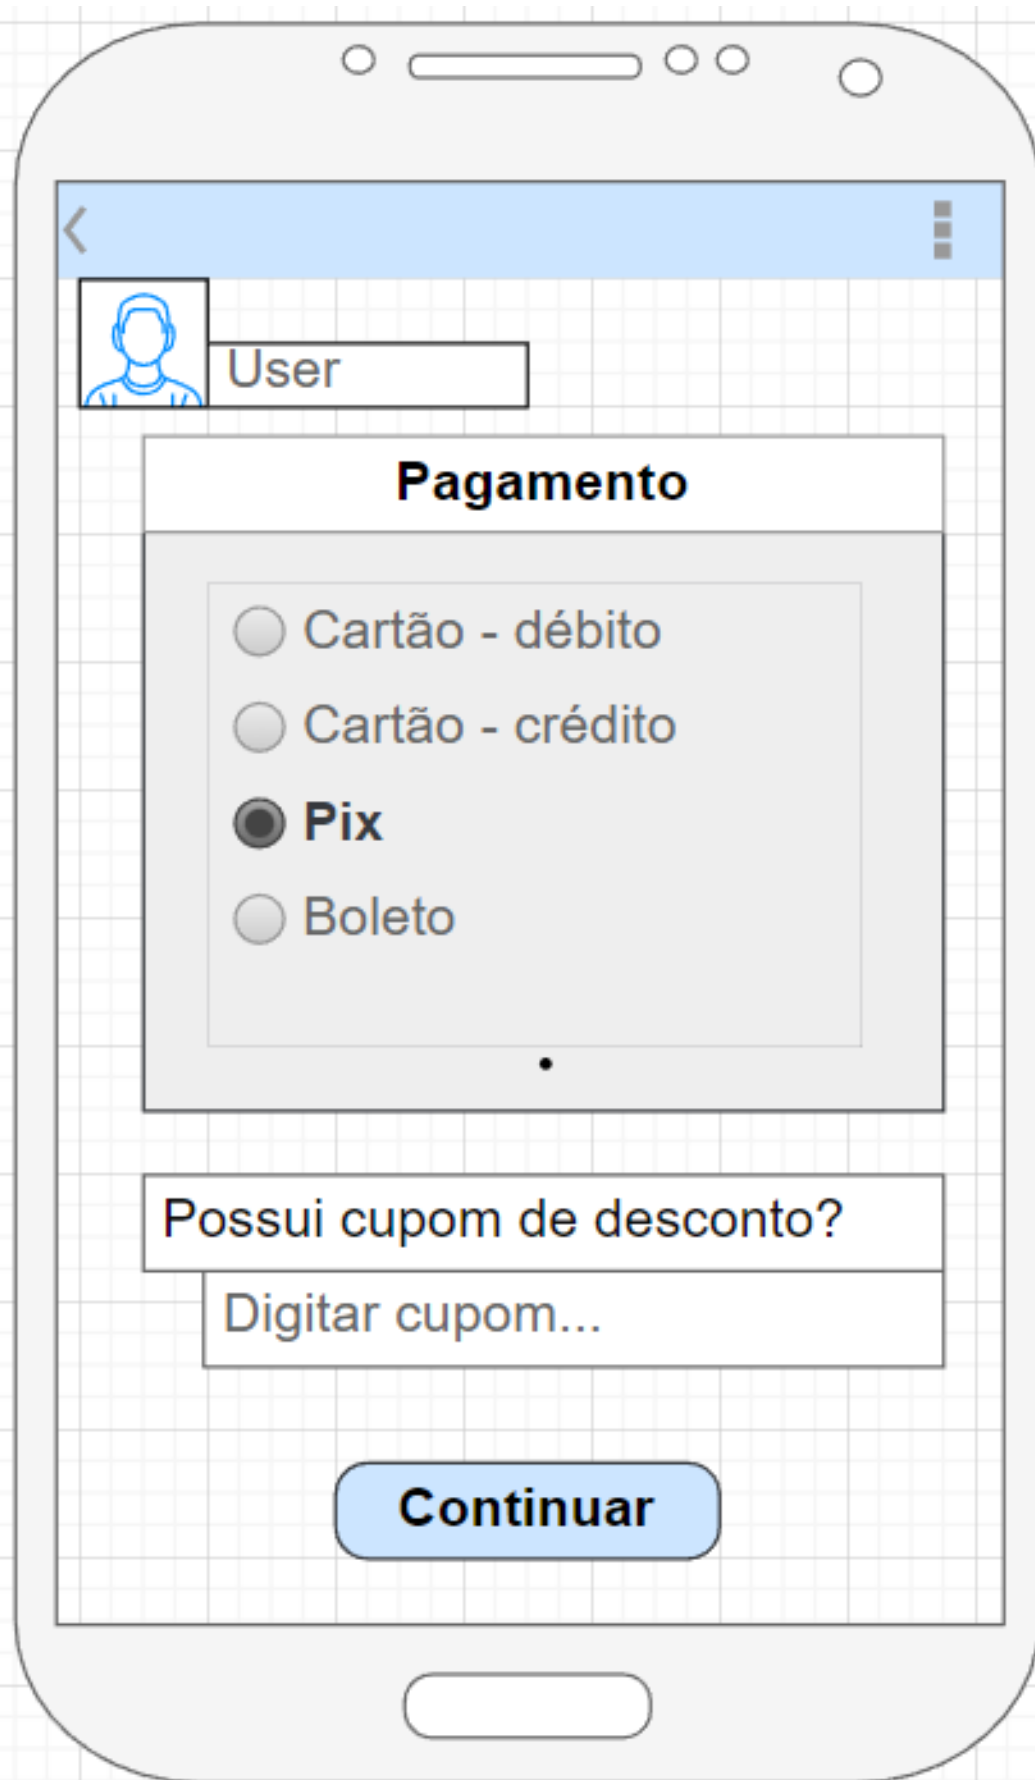 User
Pagamento
Cartão - débito
Cartão - crédito
Pix
Boleto
Possui cupom de desconto?
Digitar cupom...
Continuar